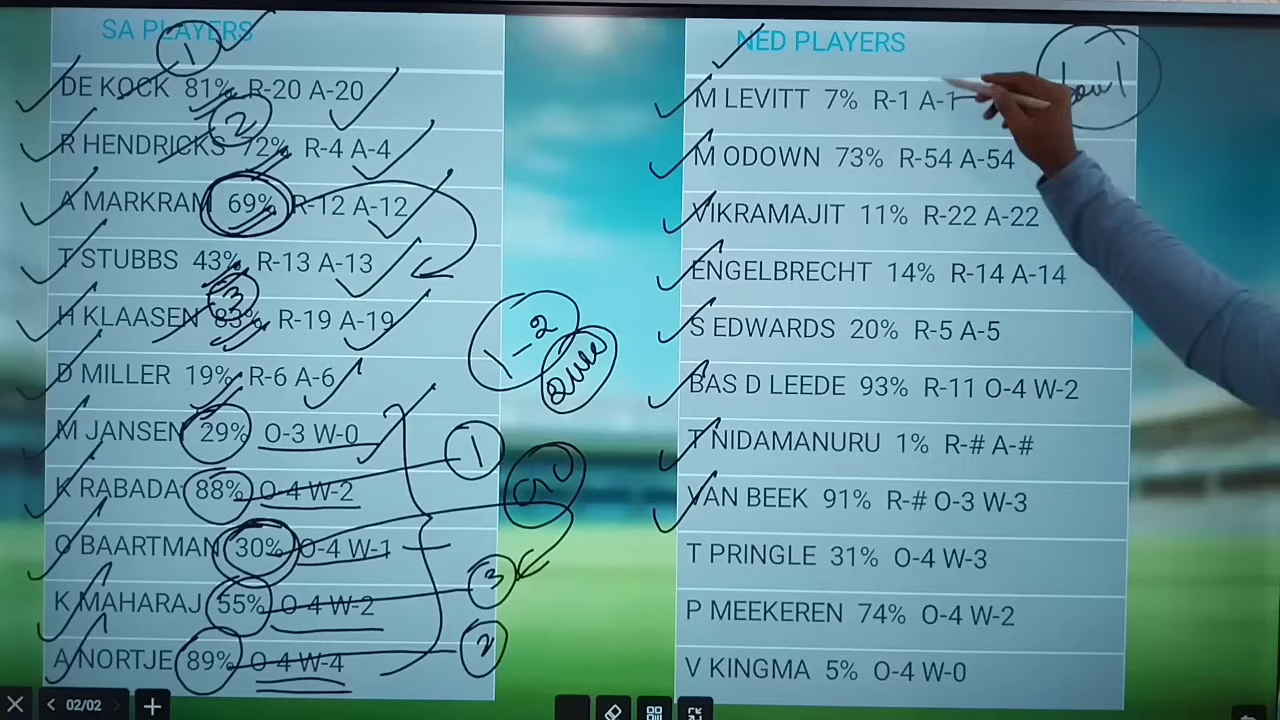 SA PLAYERS
1
DE KOCK 81% R-20 A-20
2
R HENDRICKS 72% R-4 A-4
A MARKRAM 69% R-12 A-12
T STUBBS 43% R-13 A-13
3
H KLAASEN 83% R-19 A-19
D MILLER 19% R-6 A-6
M JANSEN 29% O-3 W-0
K RABADA 88% O-4 W-2
O BAARTMAN 30% O-4 W-1
K MAHARAJ 55% O-4 W-2
A NORTJE 89% O-4 W-4
1-2
1
3
2
NED PLAYERS
bowl
M LEVITT 7% R-1 A-1
M ODOWN 73% R-54 A-54
VIKRAMAJIT 11% R-22 A-22
ENGELBRECHT 14% R-14 A-14
S EDWARDS 20% R-5 A-5
BAS D LEEDE 93% R-11 O-4 W-2
T NIDAMANURU 1% R-# A-#
VAN BEEK 91% R-# O-3 W-3
T PRINGLE 31% O-4 W-3
P MEEKEREN 74% O-4 W-2
V KINGMA 5% O-4 W-0
02/02